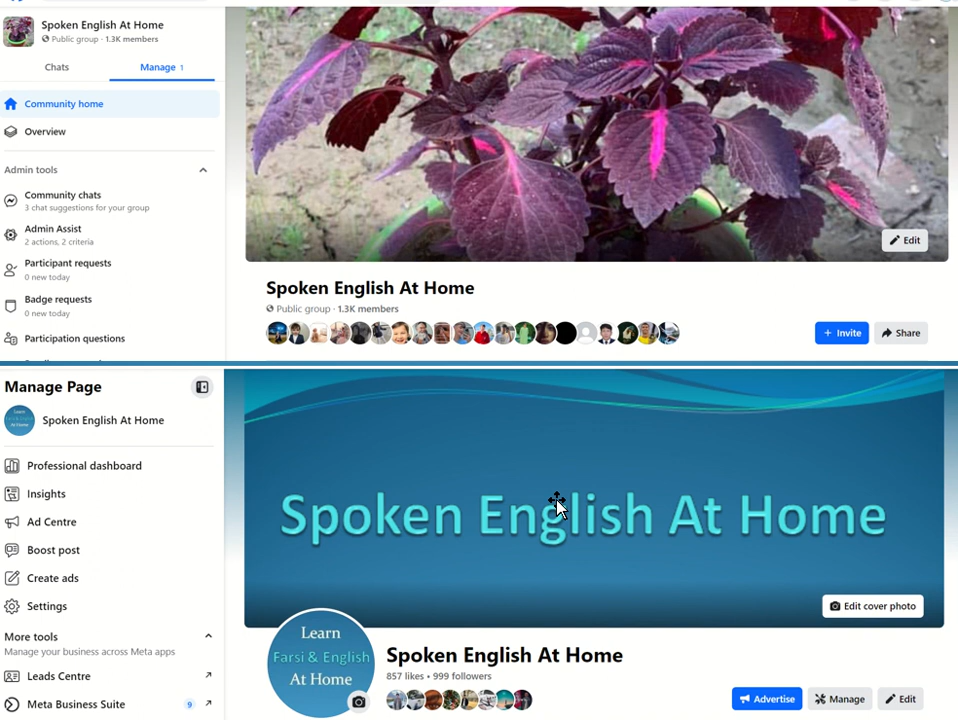 Spoken English At Home
Public group · 1.3K members
Chats
Manage 1
Community home
Overview
Admin tools
Community chats
3 chat suggestions for your group
Admin Assist
2 actions, 2 criteria
Participant requests
0 new today
Badge requests
0 new today
Participation questions
Edit
Spoken English At Home
Public group · 1.3K members
+ Invite
Share
Manage Page
Spoken English At Home
Professional dashboard
Insights
Ad Centre
Boost post
Create ads
Settings
More tools
Manage your business across Meta apps
Leads Centre
Meta Business Suite 9
Spoken English At Home
Edit cover photo
Learn
Farsi & English
At Home
Spoken English At Home
857 likes • 999 followers
Advertise
Manage
Edit